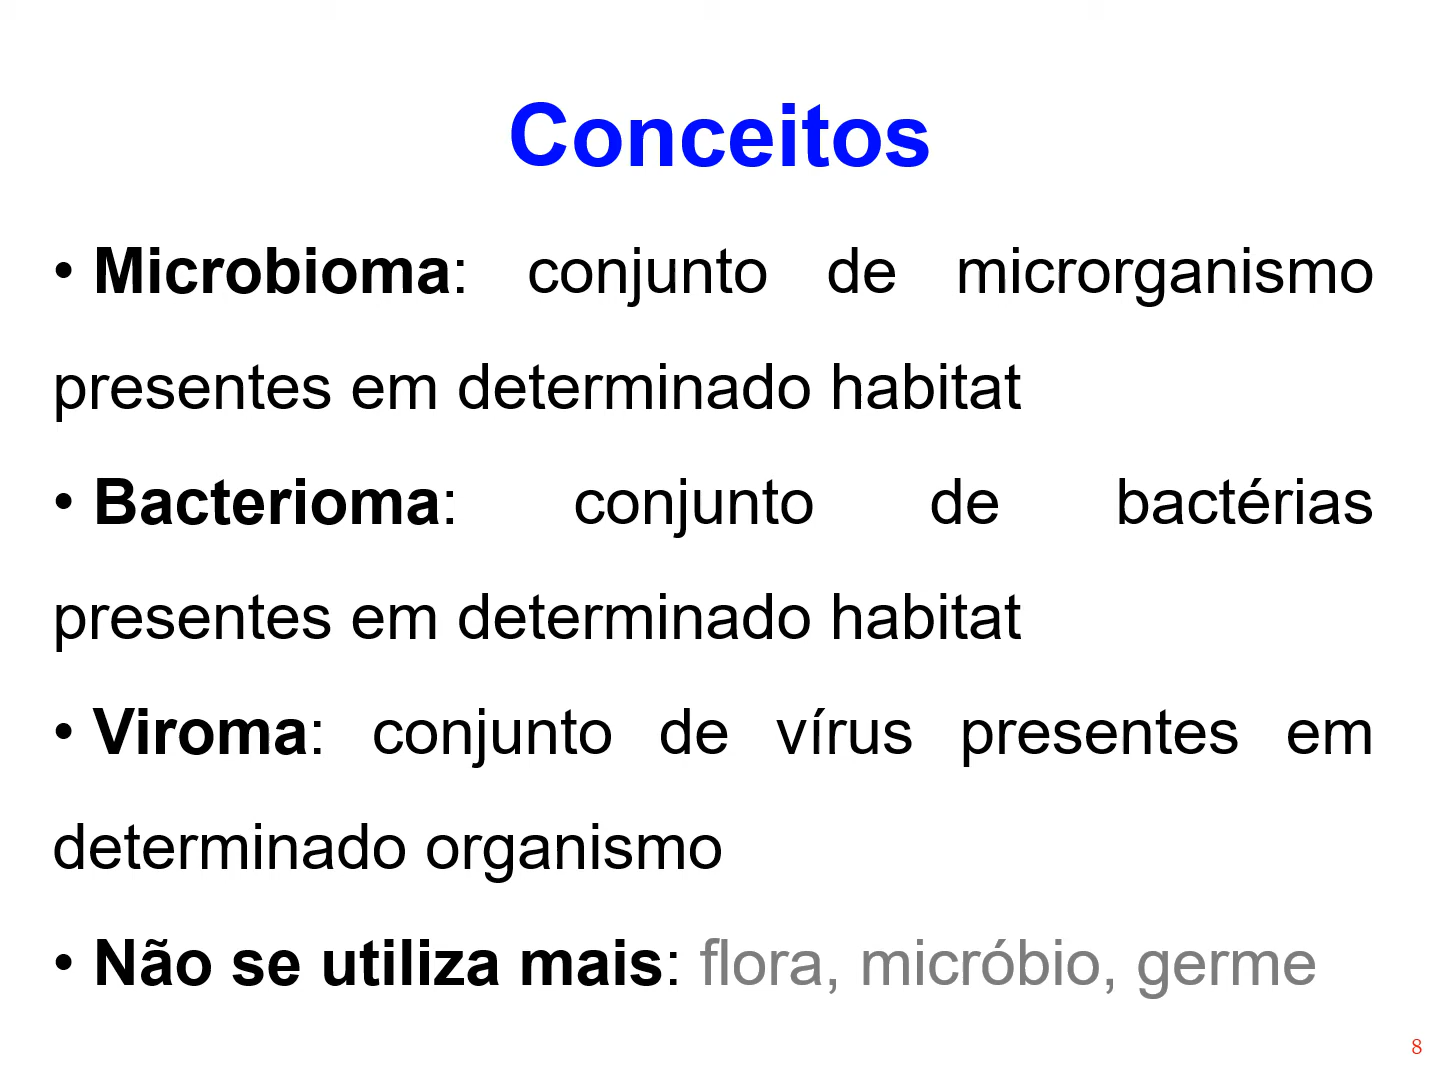 Conceitos
• Microbioma: conjunto de microrganismo
presentes em determinado habitat
• Bacterioma: conjunto de bactérias
presentes em determinado habitat
• Viroma: conjunto de vírus presentes em
determinado organismo
• Não se utiliza mais: flora, micróbio, germe
8